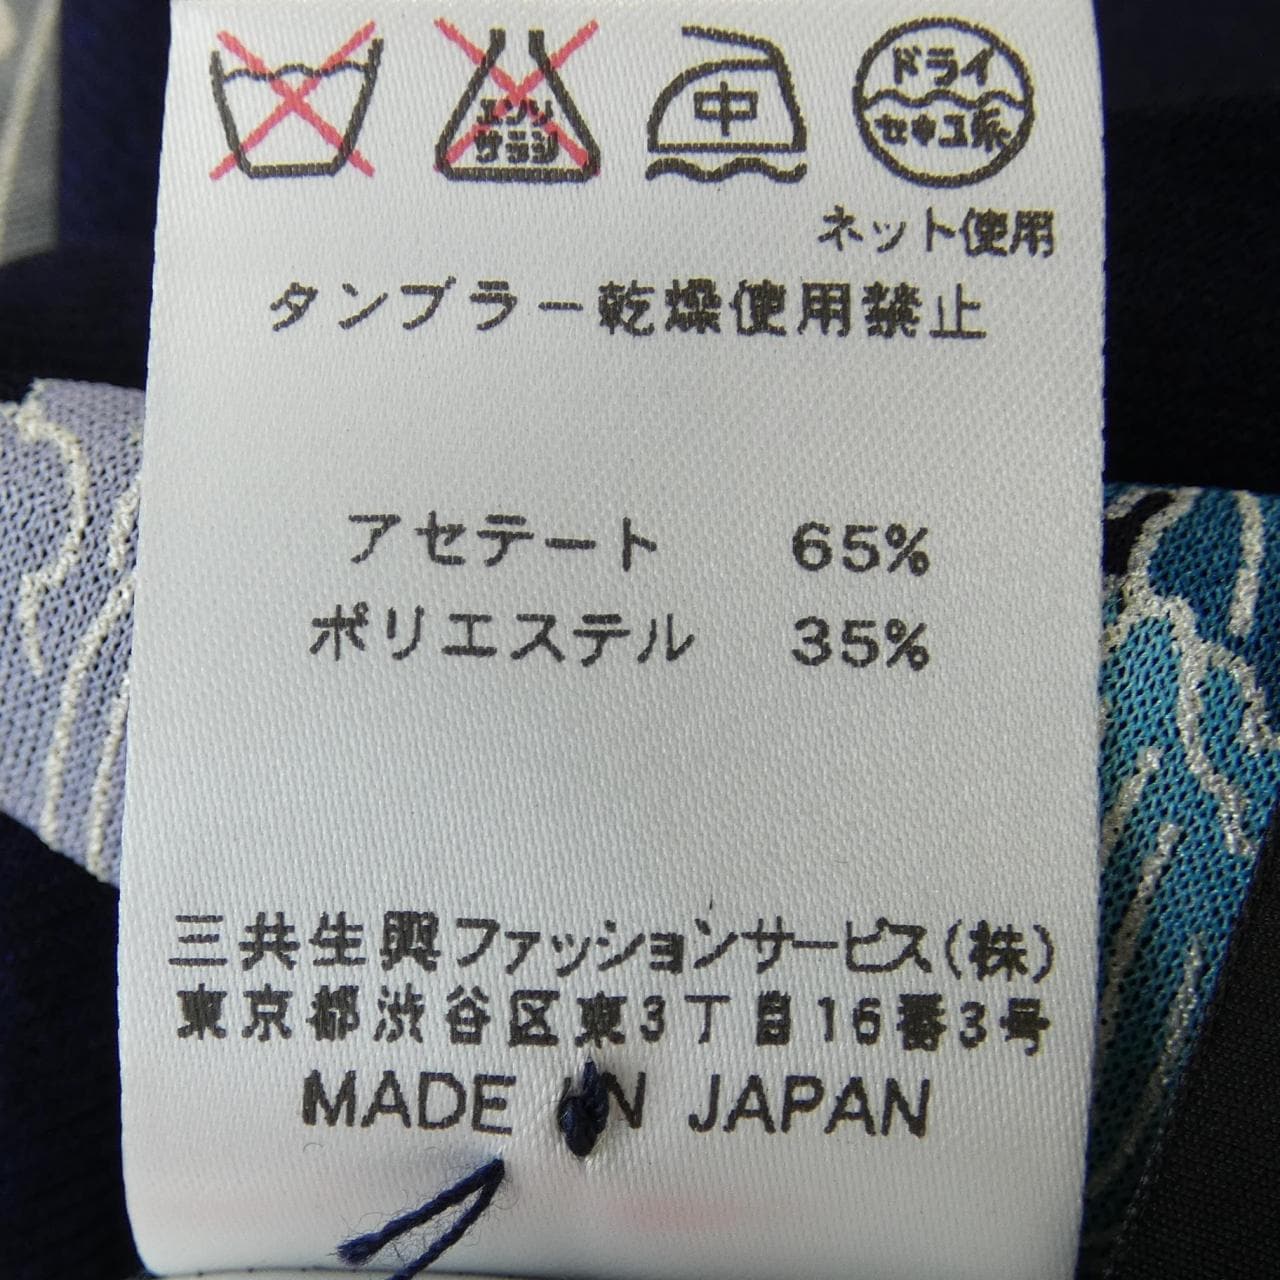 エンソ
サラシ
中
ドライ
セキユ系
ネット使用
タンブラー乾燥使用禁止
アセテート 65%
ポリエステル 35%
三共生興ファッションサービス(株)
東京都渋谷区東3丁目16番3号
MADE IN JAPAN